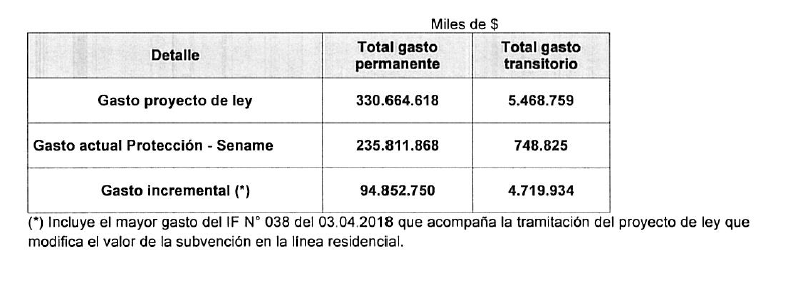 Miles de $
Detalle
Total gasto
permanente
Total gasto
transitorio
Gasto proyecto de ley
330.664.618
5.468.759
Gasto actual Protección - Sename
235.811.868
748.825
Gasto incremental (*)
94.852.750
4.719.934
(*) Incluye el mayor gasto del IF N° 038 del 03.04.2018 que acompaña la tramitación del proyecto de ley que
modifica el valor de la subvención en la línea residencial.